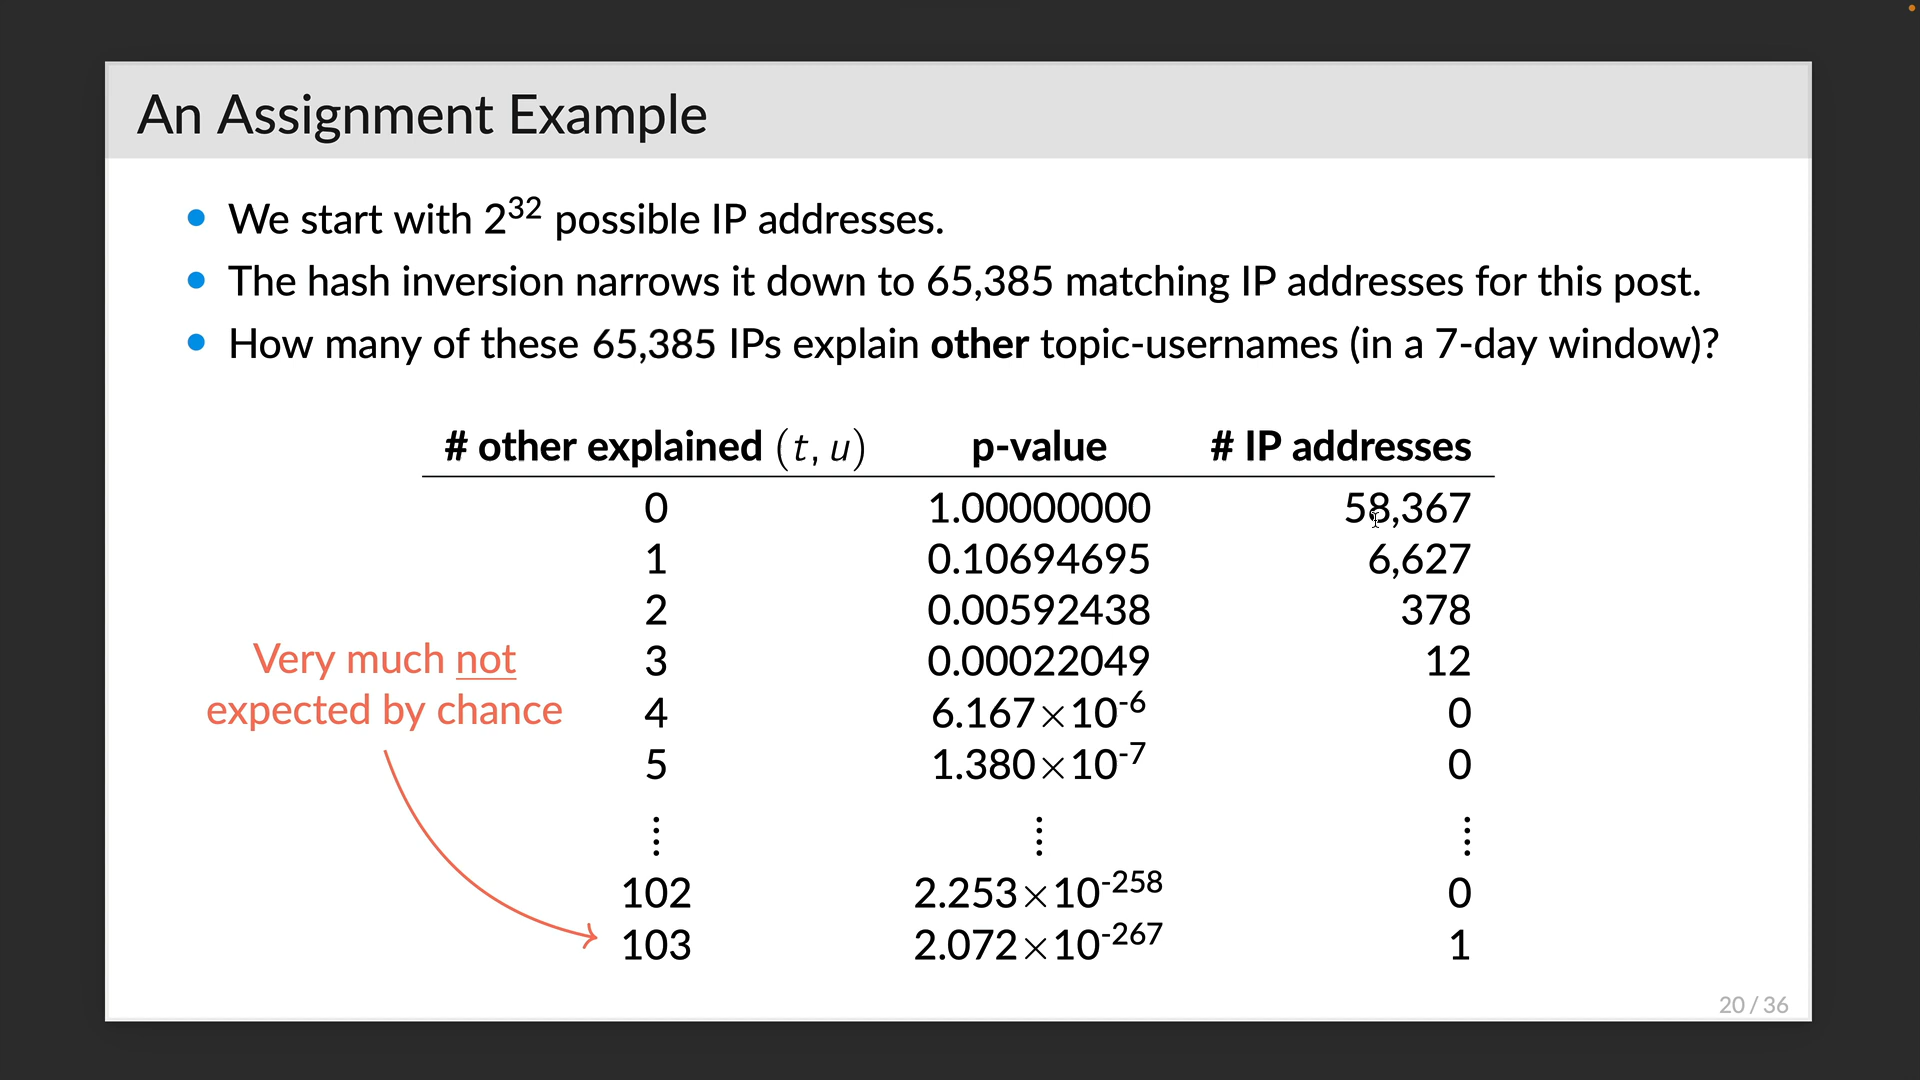 An Assignment Example
• We start with 2³² possible IP addresses.
• The hash inversion narrows it down to 65,385 matching IP addresses for this post.
• How many of these 65,385 IPs explain other topic-usernames (in a 7-day window)?
# other explained (t, u) p-value # IP addresses
0 1.00000000 58,367
1 0.10694695 6,627
2 0.00592438 378
3 0.00022049 12
4 6.167×10⁻⁶ 0
5 1.380×10⁻⁷ 0
⋮ ⋮ ⋮
102 2.253×10⁻²⁵⁸ 0
103 2.072×10⁻²⁶⁷ 1
Very much not
expected by chance
20 / 36